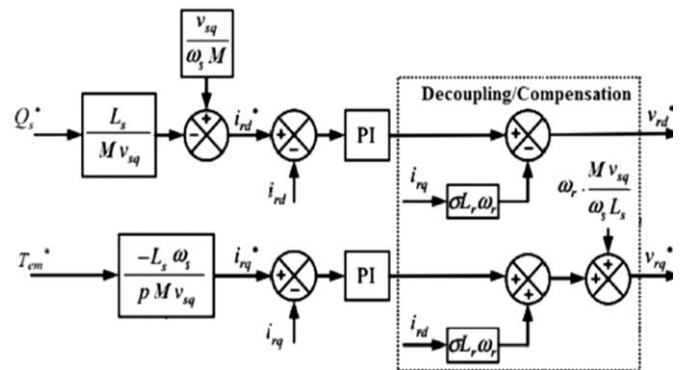 v_sq
ω_s M
Decoupling/Compensation
Q_s*
L_s
M v_sq
+
-
i_rd*
+
-
PI
+
-
v_rd*
i_rd
i_rq
σL_r ω_r
ω_r · M v_sq
ω_s L_s
T_em*
-L_s ω_s
p M v_sq
i_rq*
+
-
PI
+
+
+
+
v_rq*
i_rq
i_rd
σL_r ω_r